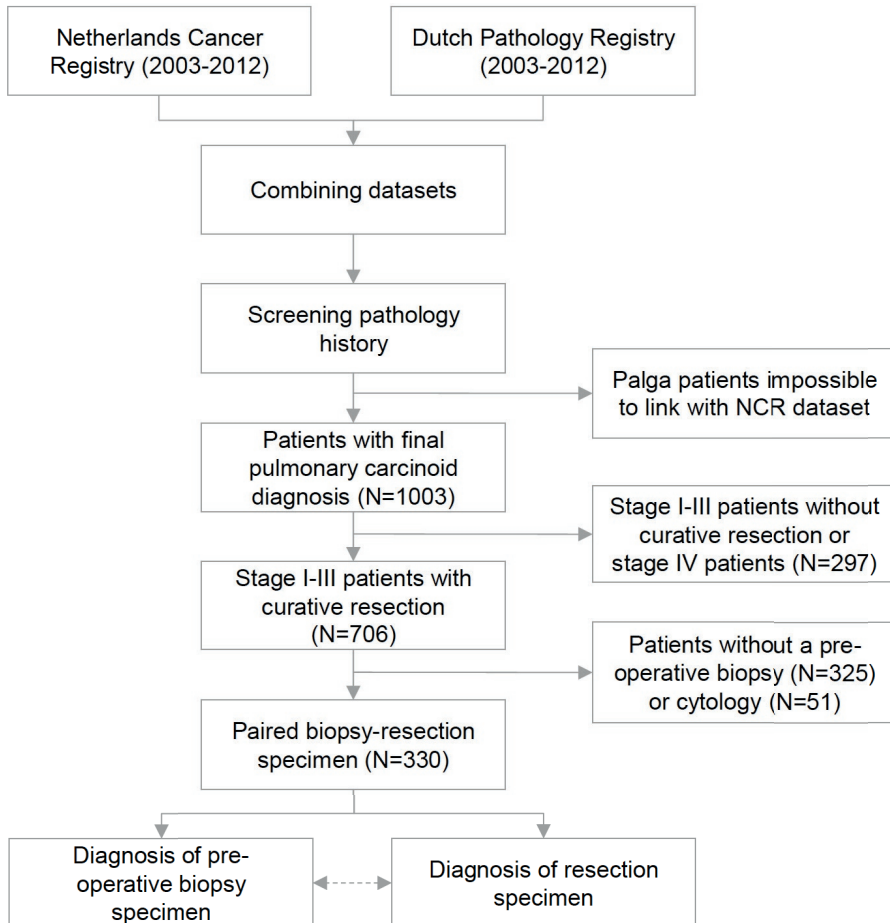 Netherlands Cancer
Registry (2003-2012)
Dutch Pathology Registry
(2003-2012)
Combining datasets
Screening pathology
history
Palga patients impossible
to link with NCR dataset
Patients with final
pulmonary carcinoid
diagnosis (N=1003)
Stage I-III patients without
curative resection or
stage IV patients (N=297)
Stage I-III patients with
curative resection
(N=706)
Patients without a pre-
operative biopsy (N=325)
or cytology (N=51)
Paired biopsy-resection
specimen (N=330)
Diagnosis of pre-
operative biopsy
specimen
Diagnosis of resection
specimen